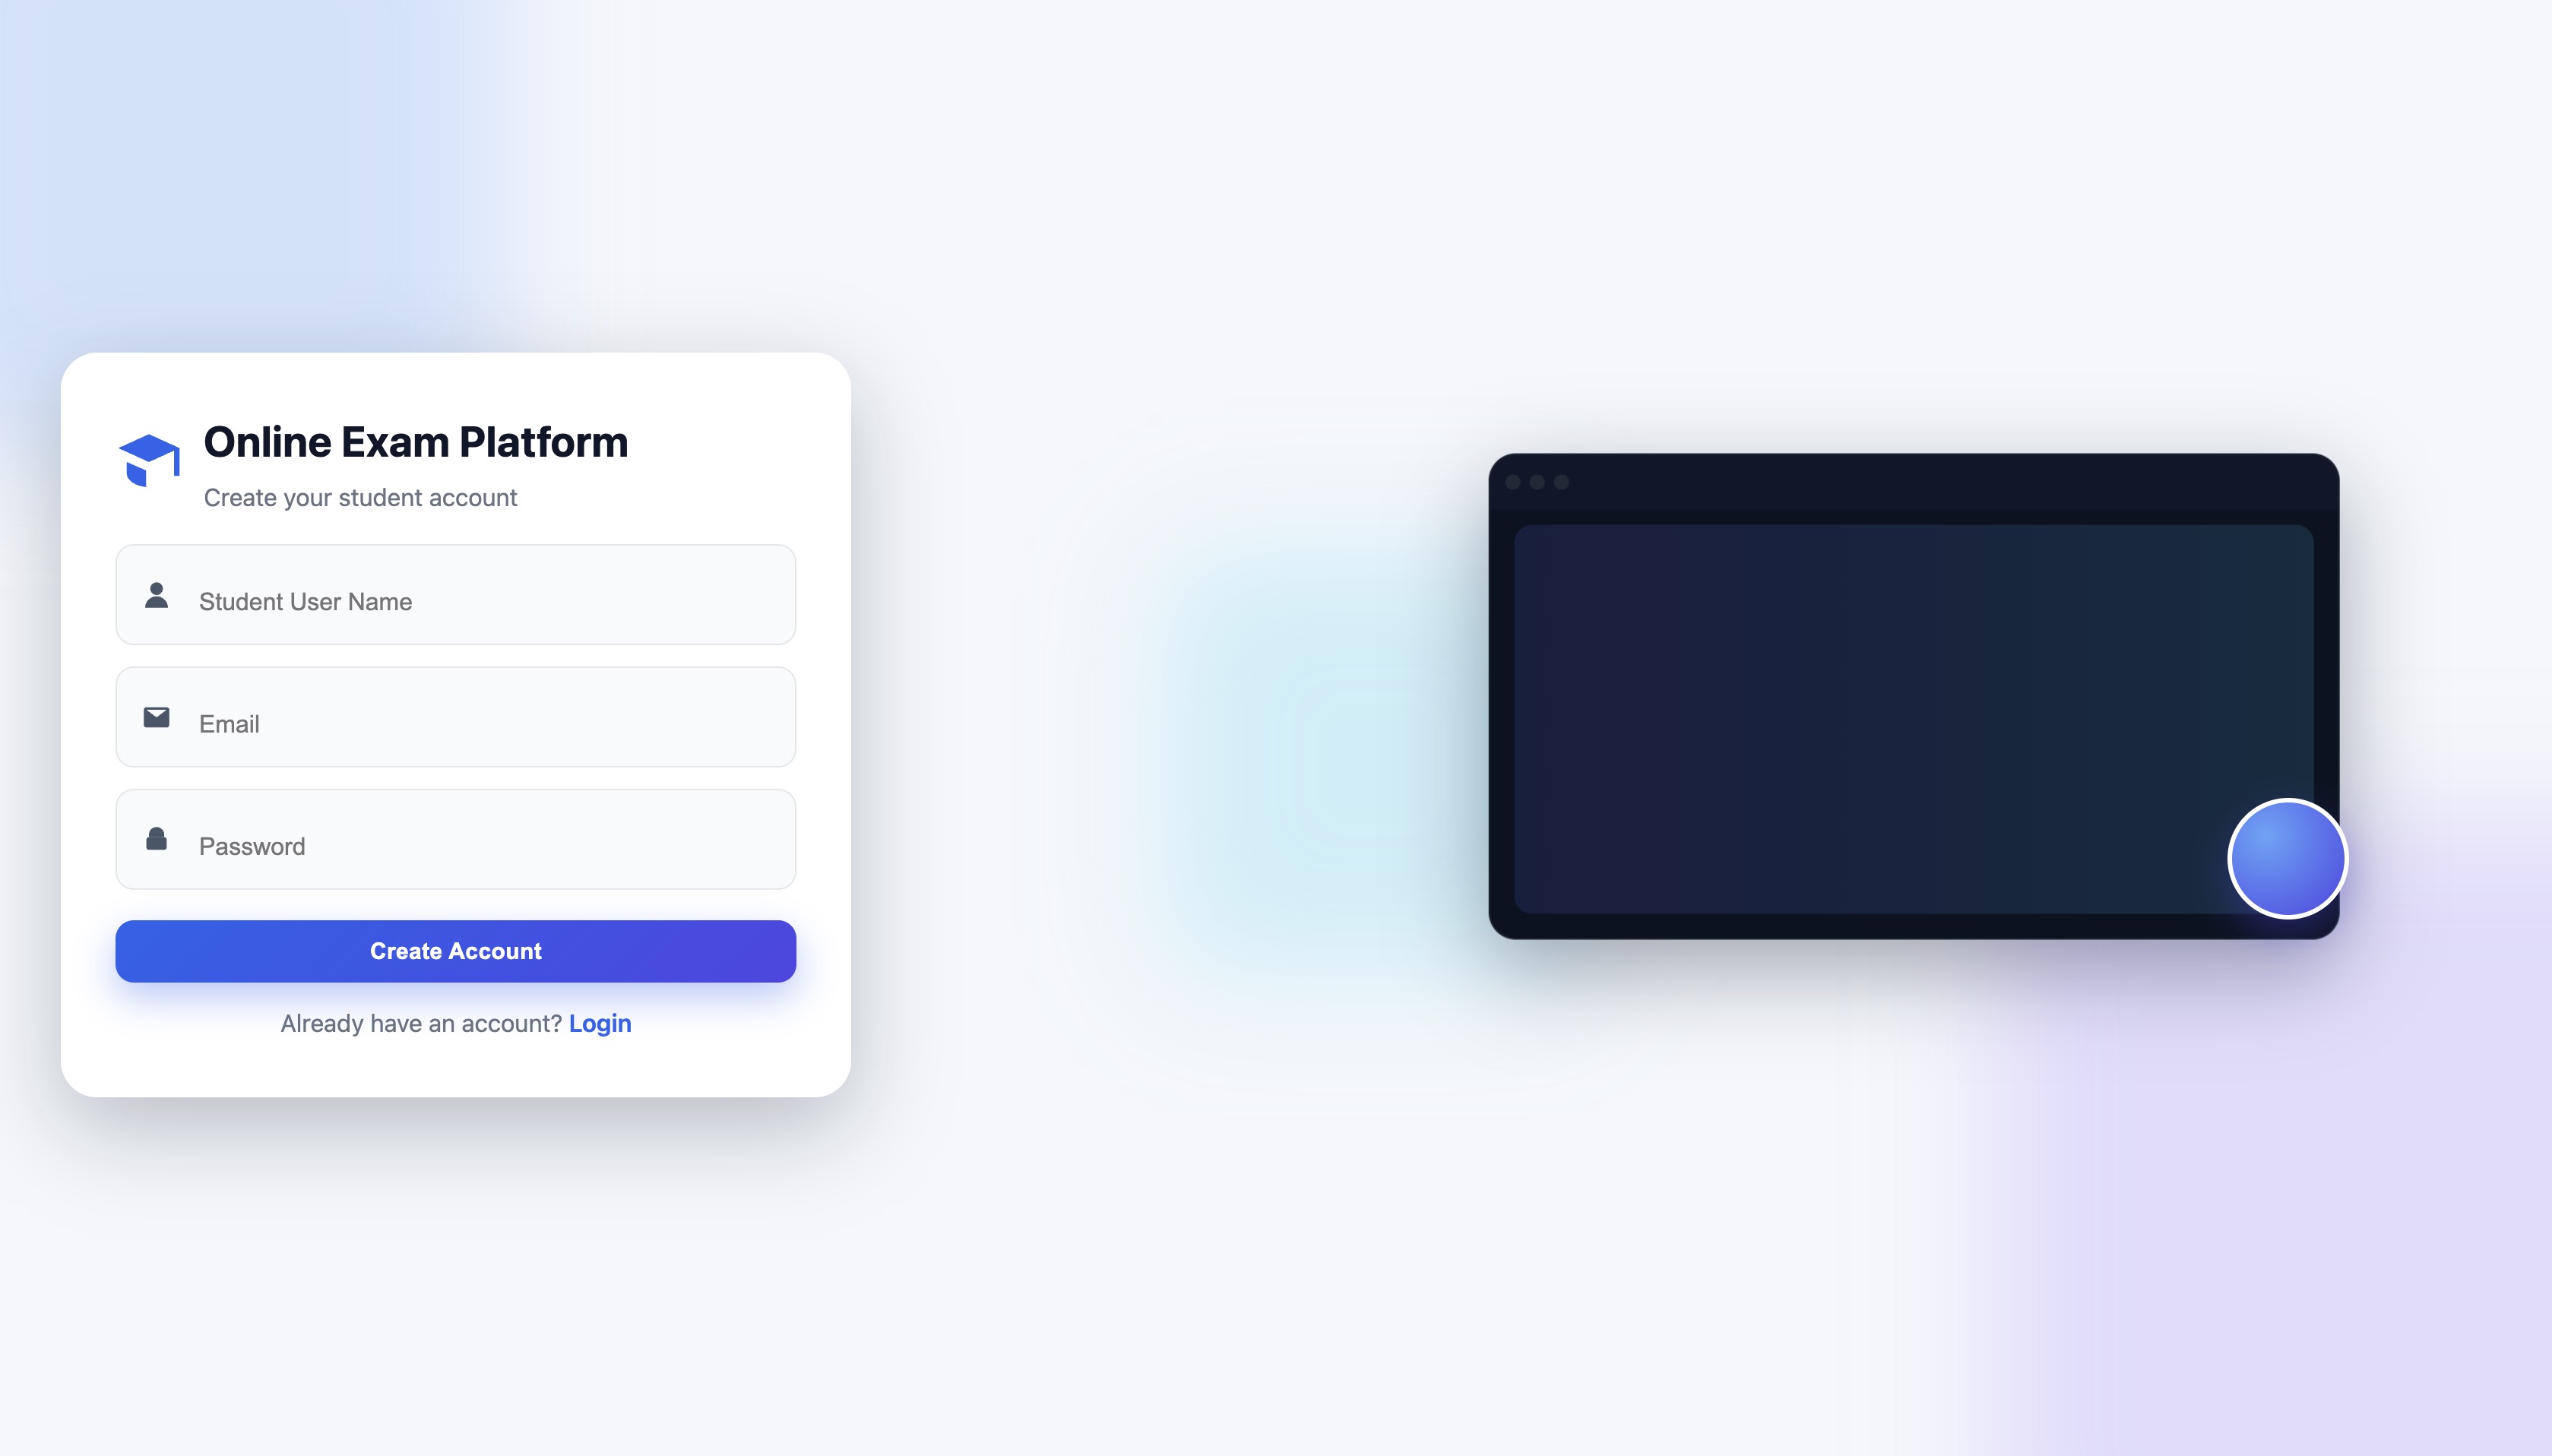 Online Exam Platform
Create your student account
Student User Name
Email
Password
Create Account
Already have an account? Login